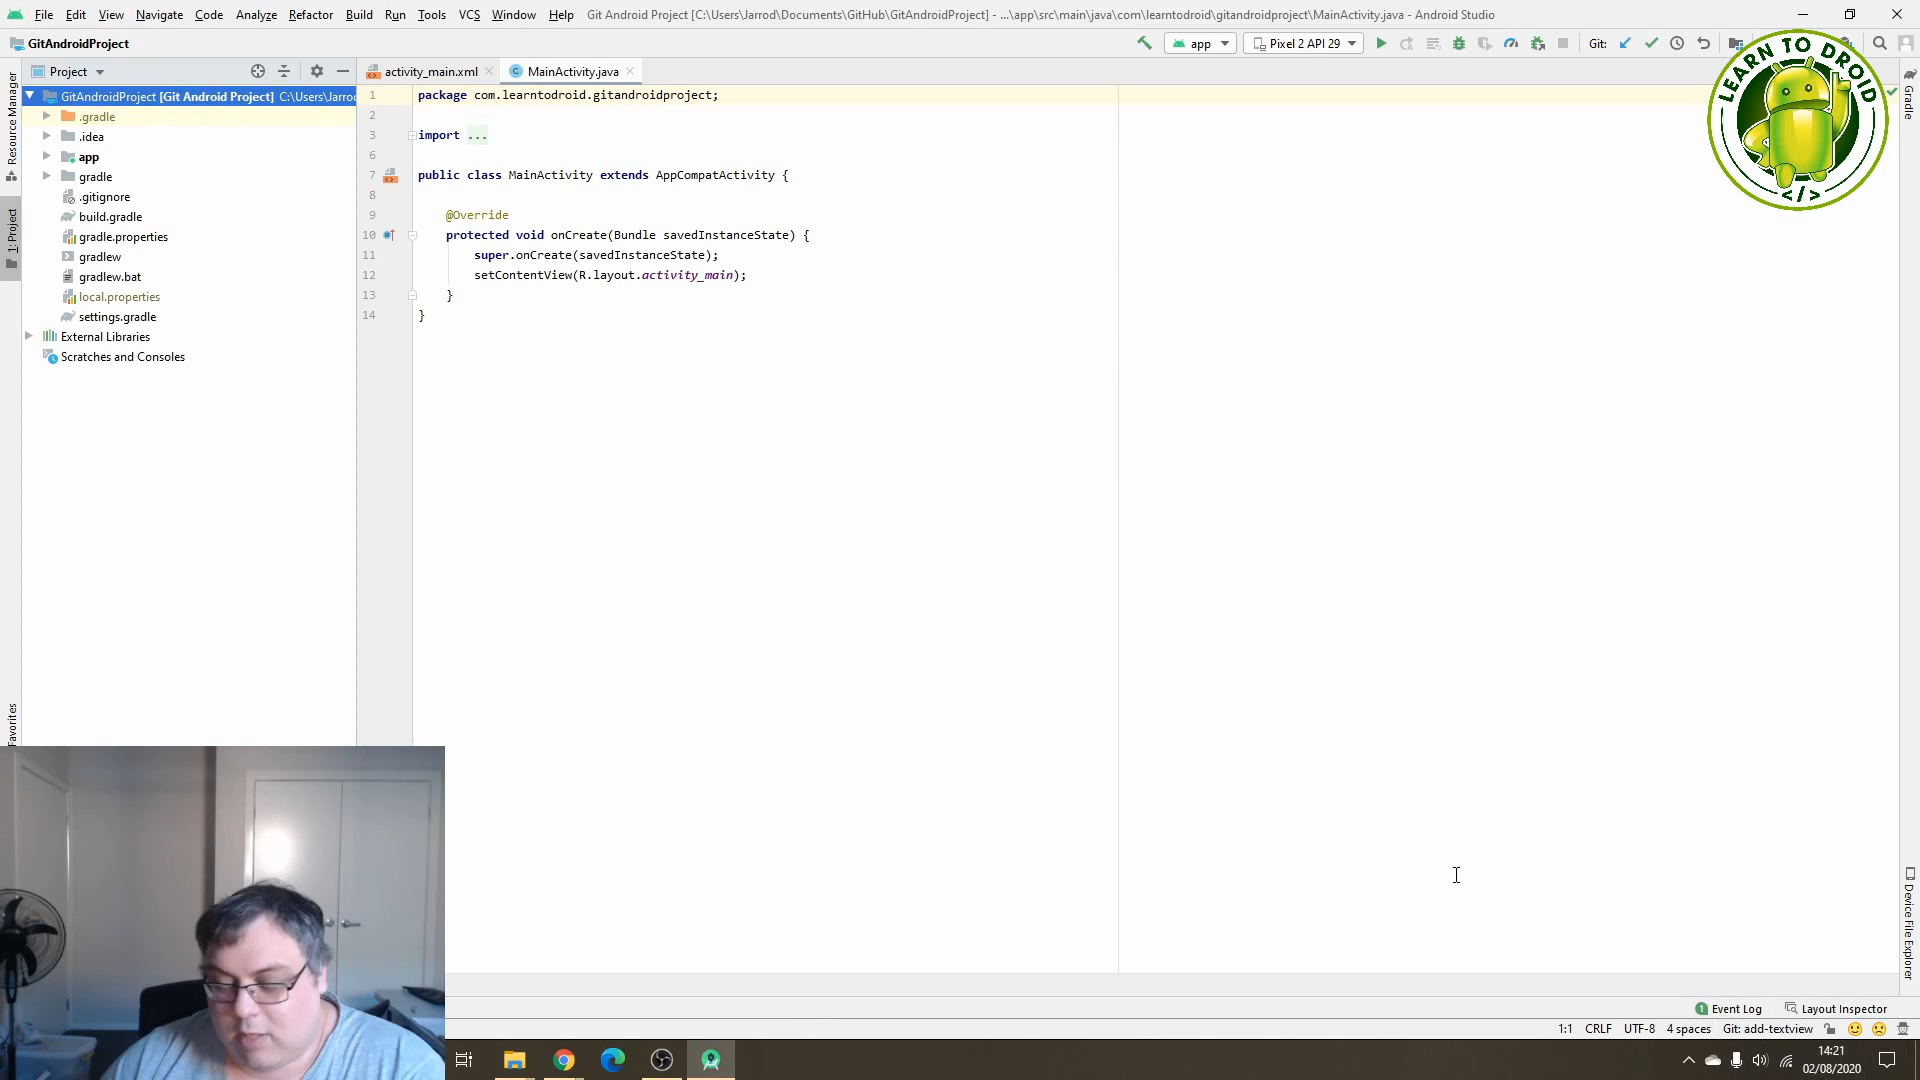 File Edit View Navigate Code Analyze Refactor Build Run Tools VCS Window Help Git Android Project [C:\Users\Jarrod\Documents\GitHub\GitAndroidProject] - ...\app\src\main\java\com\learntodroid\gitandroidproject\MainActivity.java - Android Studio
GitAndroidProject
app
Pixel 2 API 29
Git:
LEARN TO DROID
</>
Project
activity_main.xml
MainActivity.java
Resource Manager
1: Project
Favorites
GitAndroidProject [Git Android Project] C:\Users\Jarrod
.gradle
.idea
app
gradle
.gitignore
build.gradle
gradle.properties
gradlew
gradlew.bat
local.properties
settings.gradle
External Libraries
Scratches and Consoles
1 package com.learntodroid.gitandroidproject;
2
3 import ...
6
7 public class MainActivity extends AppCompatActivity {
8
9 @Override
10 protected void onCreate(Bundle savedInstanceState) {
11 super.onCreate(savedInstanceState);
12 setContentView(R.layout.activity_main);
13 }
14 }
Gradle
Device File Explorer
1 Event Log
Layout Inspector
1:1 CRLF UTF-8 4 spaces Git: add-textview
14:21
02/08/2020